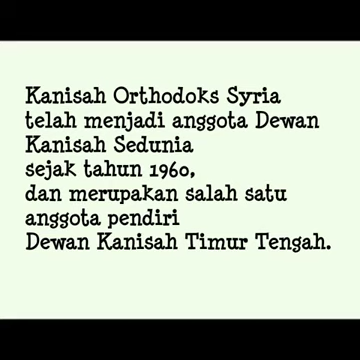 Kanisah Orthodoks Syria
telah menjadi anggota Dewan
Kanisah Sedunia
sejak tahun 1960,
dan merupakan salah satu
anggota pendiri
Dewan Kanisah Timur Tengah.